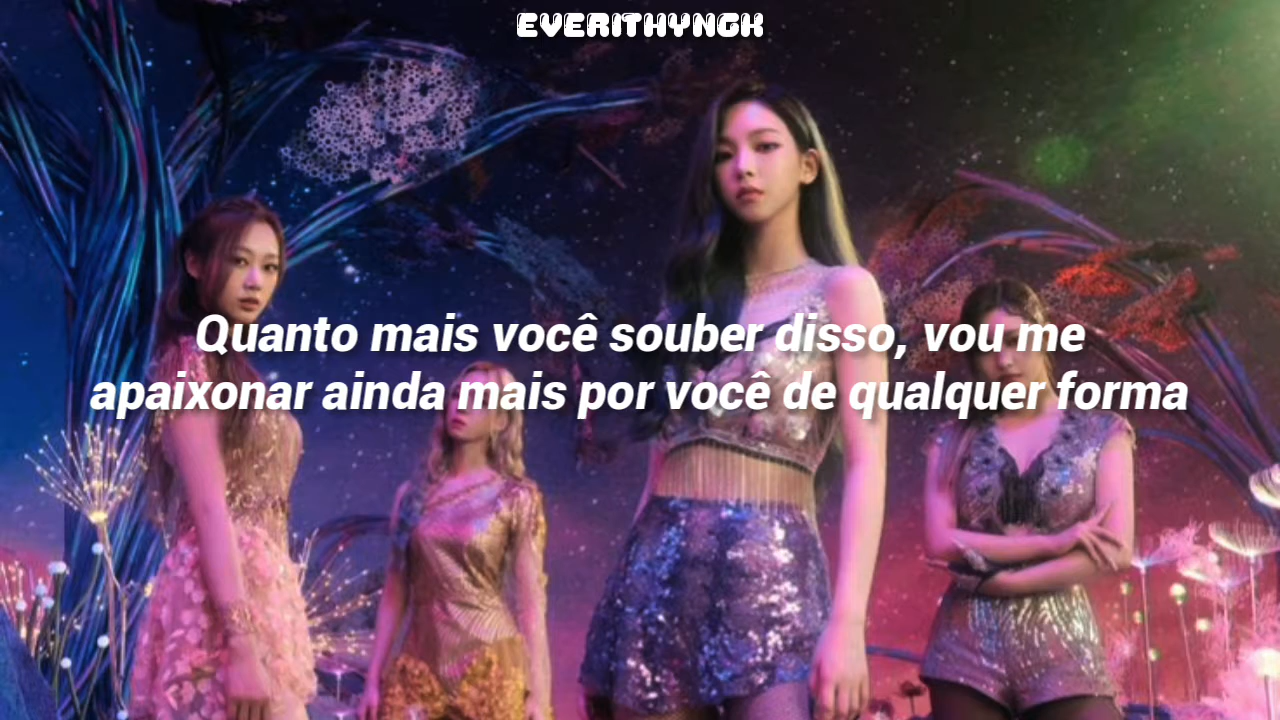 EVERITHYNGK
Quanto mais você souber disso, vou me
apaixonar ainda mais por você de qualquer forma